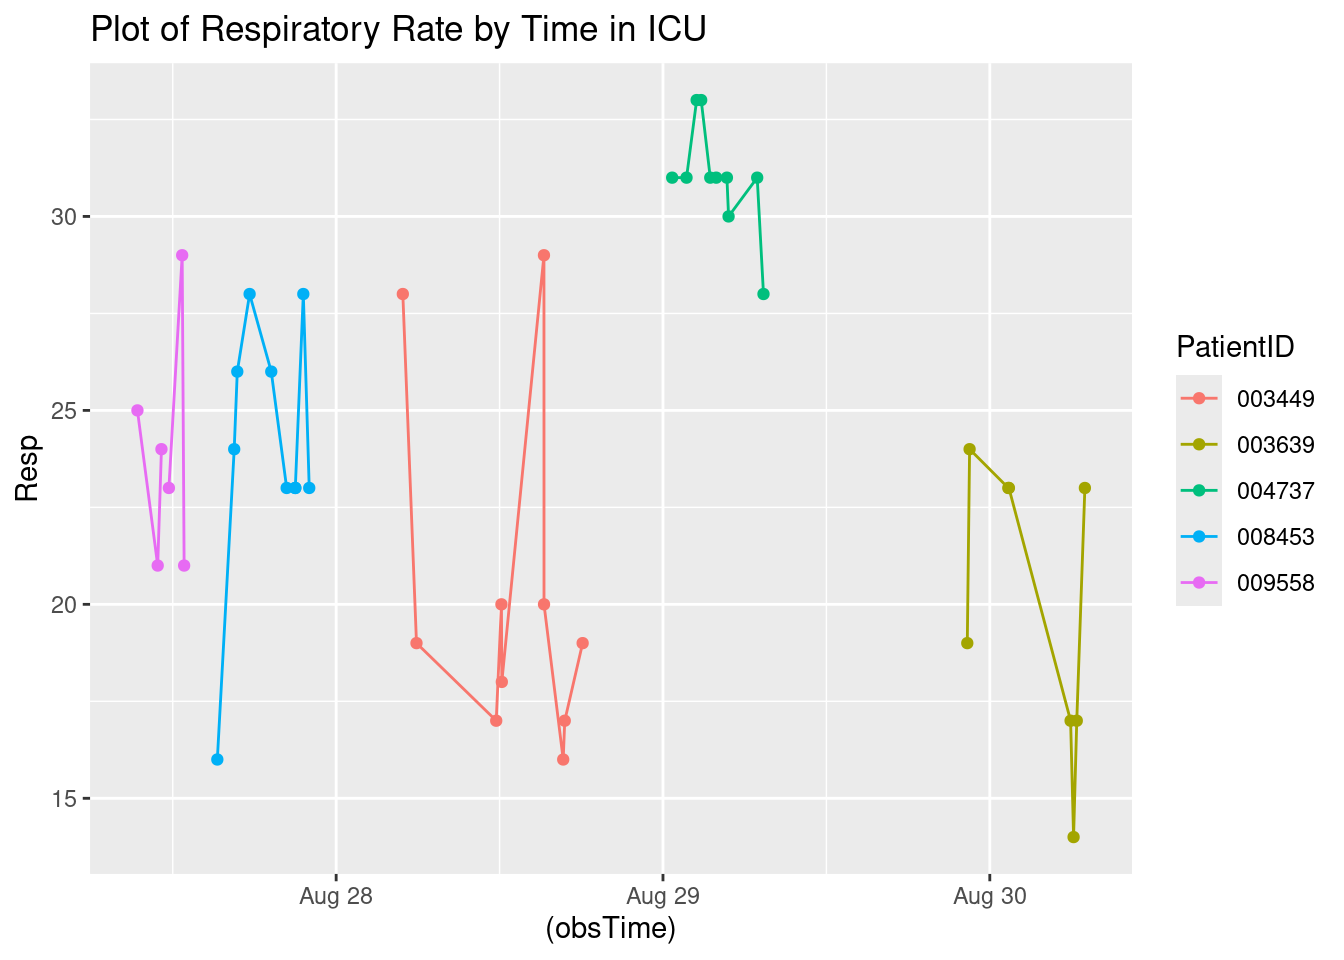 Plot of Respiratory Rate by Time in ICU
30
25
20
15
Resp
Aug 28
Aug 29
Aug 30
(obsTime)
PatientID
003449
003639
004737
008453
009558